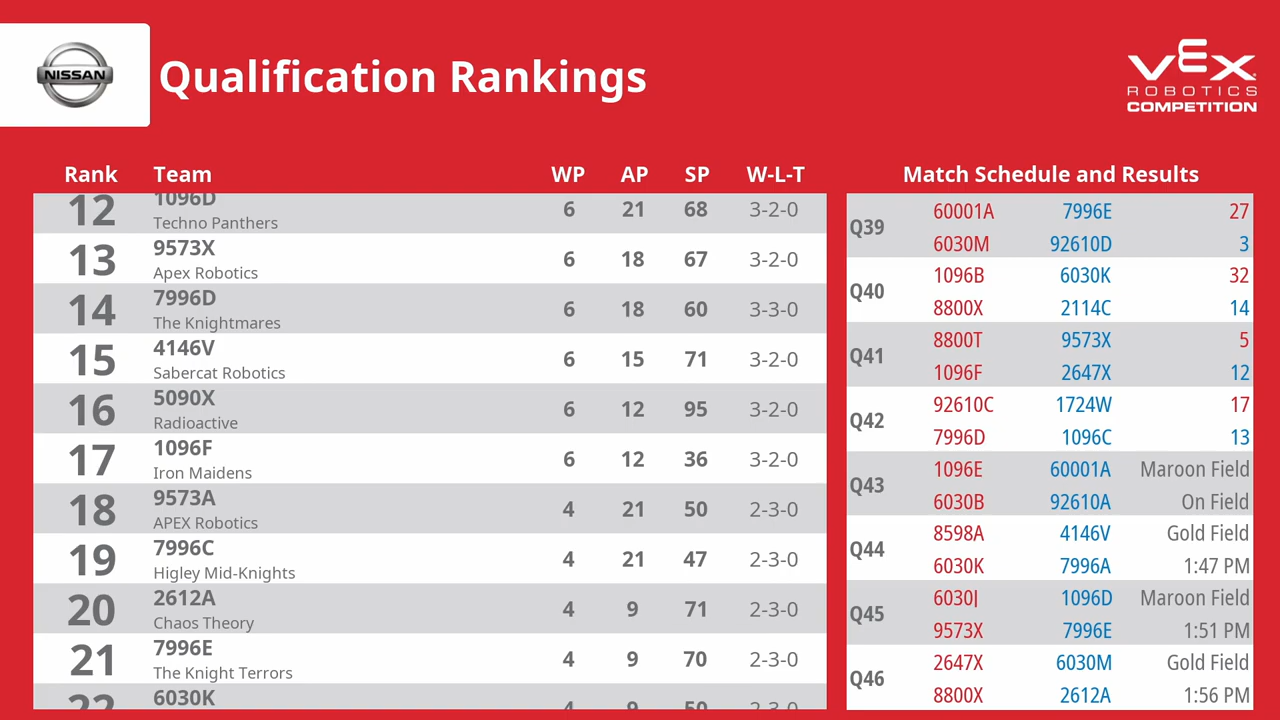 NISSAN
Qualification Rankings
VEX
ROBOTICS
COMPETITION
Rank Team WP AP SP W-L-T
12 1096D 6 21 68 3-2-0
Techno Panthers
13 9573X 6 18 67 3-2-0
Apex Robotics
14 7996D 6 18 60 3-3-0
The Knightmares
15 4146V 6 15 71 3-2-0
Sabercat Robotics
16 5090X 6 12 95 3-2-0
Radioactive
17 1096F 6 12 36 3-2-0
Iron Maidens
18 9573A 4 21 50 2-3-0
APEX Robotics
19 7996C 4 21 47 2-3-0
Higley Mid-Knights
20 2612A 4 9 71 2-3-0
Chaos Theory
21 7996E 4 9 70 2-3-0
The Knight Terrors
22 6030K 4 9 50 2-3-0
Match Schedule and Results
Q39 60001A 7996E 27
6030M 92610D 3
Q40 1096B 6030K 32
8800X 2114C 14
Q41 8800T 9573X 5
1096F 2647X 12
Q42 92610C 1724W 17
7996D 1096C 13
Q43 1096E 60001A Maroon Field
6030B 92610A On Field
Q44 8598A 4146V Gold Field
6030K 7996A 1:47 PM
Q45 6030J 1096D Maroon Field
9573X 7996E 1:51 PM
Q46 2647X 6030M Gold Field
8800X 2612A 1:56 PM